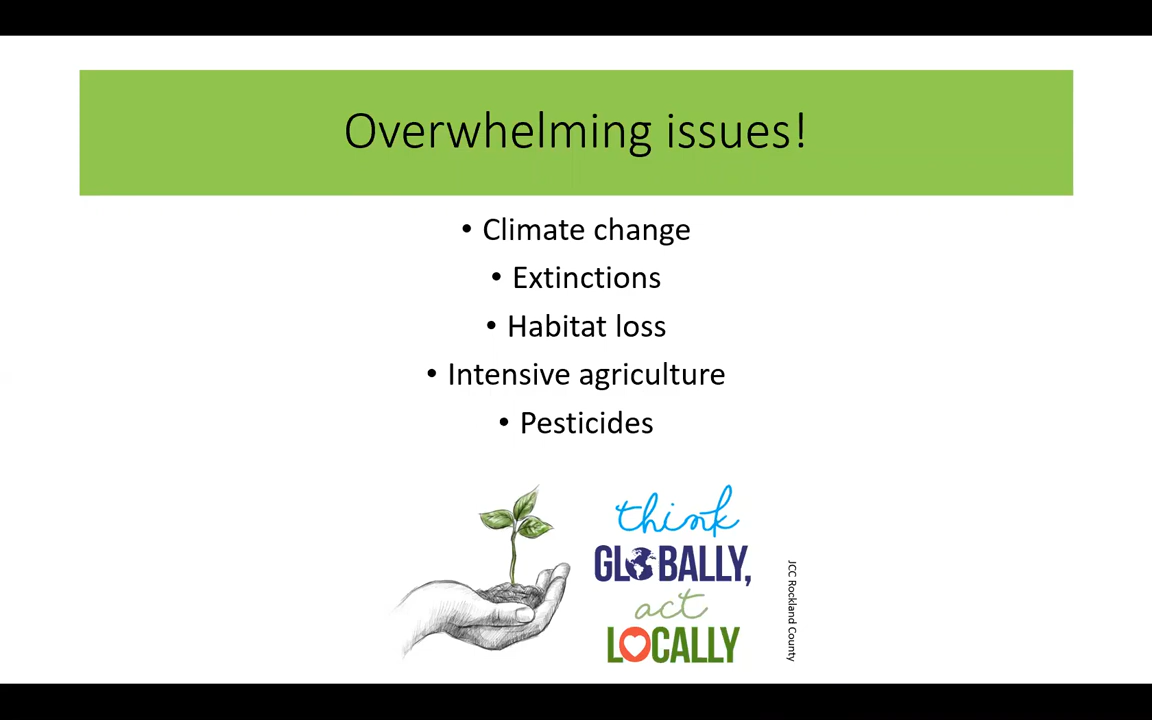 Overwhelming issues!
• Climate change
• Extinctions
• Habitat loss
• Intensive agriculture
• Pesticides
think
GLOBALLY,
act
LOCALLY
JCC Rockland County